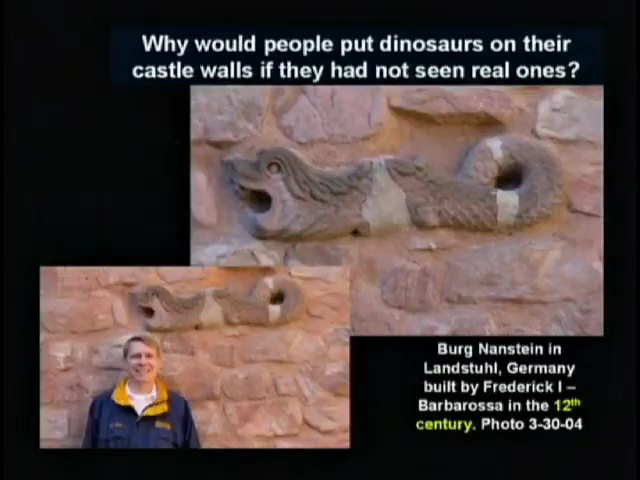 Why would people put dinosaurs on their
castle walls if they had not seen real ones?
Burg Nanstein in
Landstuhl, Germany
built by Frederick I –
Barbarossa in the 12th
century. Photo 3-30-04